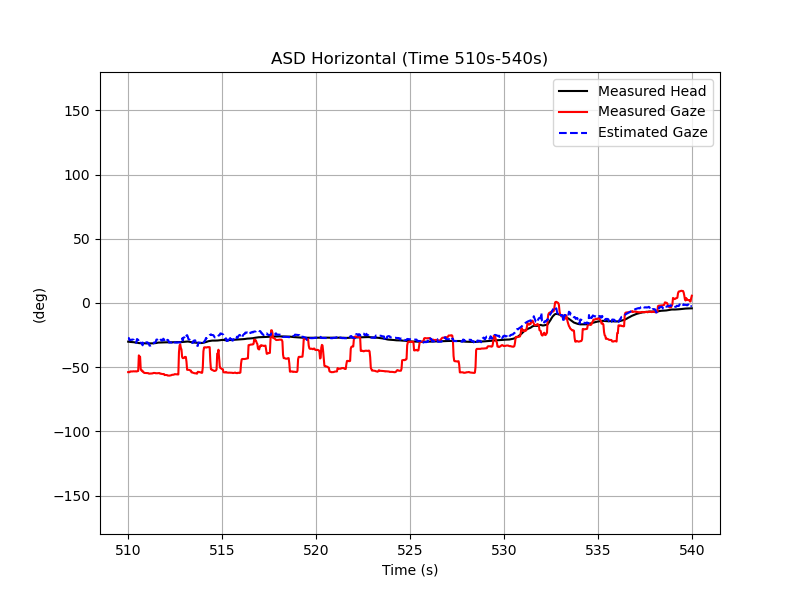 ASD Horizontal (Time 510s-540s)
Measured Head
Measured Gaze
Estimated Gaze
150
100
50
0
−50
−100
−150
(deg)
510 515 520 525 530 535 540
Time (s)